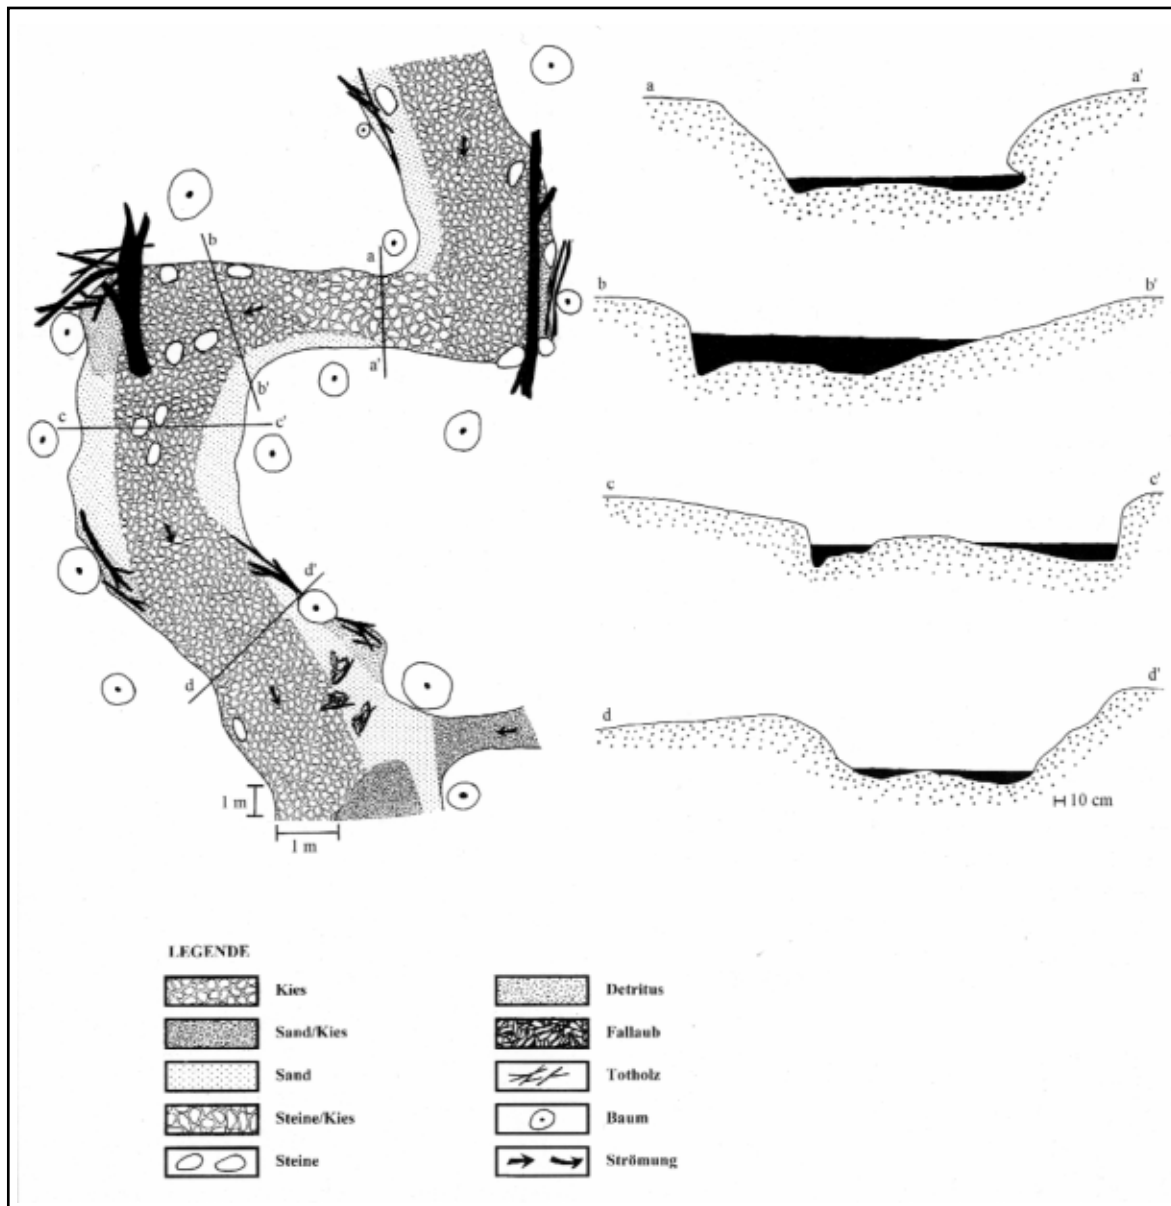 a
a'
b
b
b'
a
a'
b'
c
c'
c
c'
d'
d'
d
d
1 m
1 m
10 cm
LEGENDE
Kies
Sand/Kies
Sand
Steine/Kies
Steine
Detritus
Fallaub
Totholz
Baum
Strömung